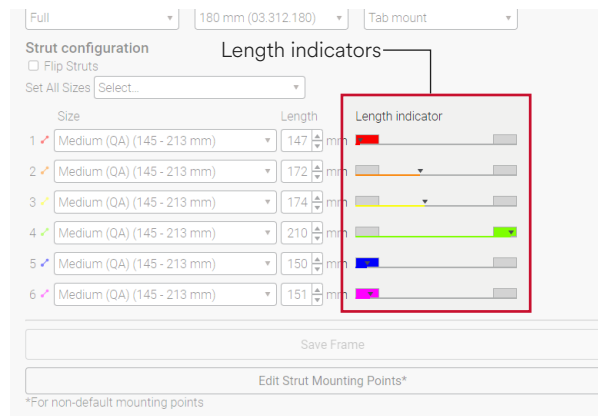 Full 180 mm (03.312.180) Tab mount
Strut configuration Length indicators
Flip Struts
Set All Sizes Select...
Size Length Length indicator
1 Medium (QA) (145 - 213 mm) 147 mm
2 Medium (QA) (145 - 213 mm) 172 mm
3 Medium (QA) (145 - 213 mm) 174 mm
4 Medium (QA) (145 - 213 mm) 210 mm
5 Medium (QA) (145 - 213 mm) 150 mm
6 Medium (QA) (145 - 213 mm) 151 mm
Save Frame
Edit Strut Mounting Points*
*For non-default mounting points